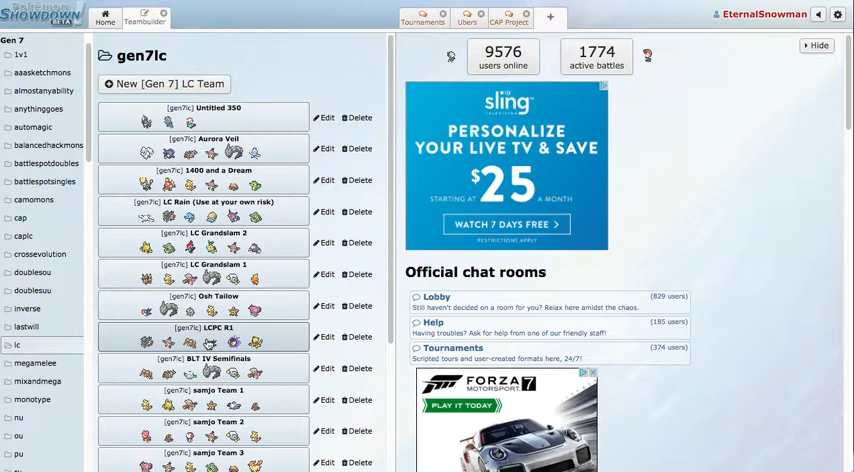 Pokémon
SHOWDOWN
BETA
Home
Teambuilder
Tournaments
Ubers
CAP Project
EternalSnowman
Gen 7
1v1
aaasketchmons
almostanyability
anythinggoes
automagic
balancedhackmons
battlespotdoubles
battlespotsingles
camomons
cap
caplc
crossevolution
doublesou
doublesuu
inverse
lastwill
lc
megamelee
mixandmega
monotype
nu
ou
pu
gen7lc
New [Gen 7] LC Team
[gen7lc] Untitled 350
Edit Delete
[gen7lc] Aurora Veil
Edit Delete
[gen7lc] 1400 and a Dream
Edit Delete
[gen7lc] LC Rain (Use at your own risk)
Edit Delete
[gen7lc] LC Grandslam 2
Edit Delete
[gen7lc] LC Grandslam 1
Edit Delete
[gen7lc] Osh Tailow
Edit Delete
[gen7lc] LCPC R1
Edit Delete
[gen7lc] BLT IV Semifinals
Edit Delete
[gen7lc] samjo Team 1
Edit Delete
[gen7lc] samjo Team 2
Edit Delete
[gen7lc] samjo Team 3
Edit Delete
9576
users online
1774
active battles
Hide
sling
TELEVISION
PERSONALIZE
YOUR LIVE TV & SAVE
STARTING AT $25 A MONTH
WATCH 7 DAYS FREE >
RESTRICTIONS APPLY
Official chat rooms
Lobby (829 users)
Still haven't decided on a room for you? Relax here amidst the chaos.
Help (185 users)
Having troubles? Ask for help from one of our friendly staff!
Tournaments (374 users)
Scripted tours and user-created formats here, 24/7!
FORZA
MOTORSPORT 7
PLAY IT TODAY